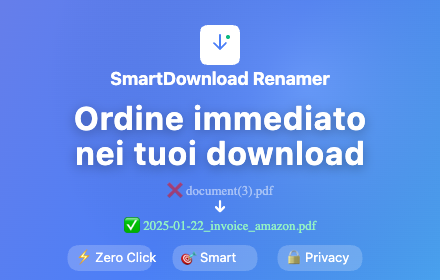 SmartDownload Renamer
Ordine immediato
nei tuoi download
❌ document(3).pdf
↓
✅ 2025-01-22_invoice_amazon.pdf
⚡ Zero Click
🎯 Smart
🔒 Privacy